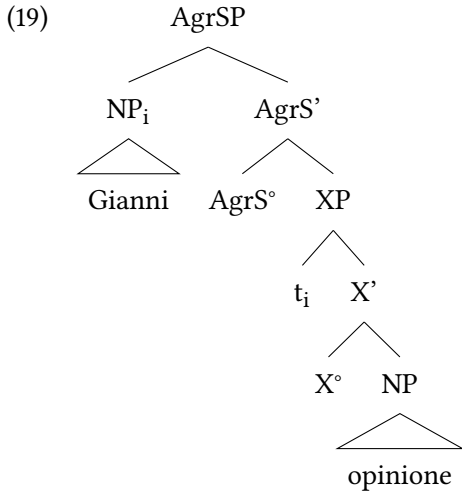 (19) AgrSP
NPi AgrS’
Gianni AgrS° XP
ti X’
X° NP
opinione